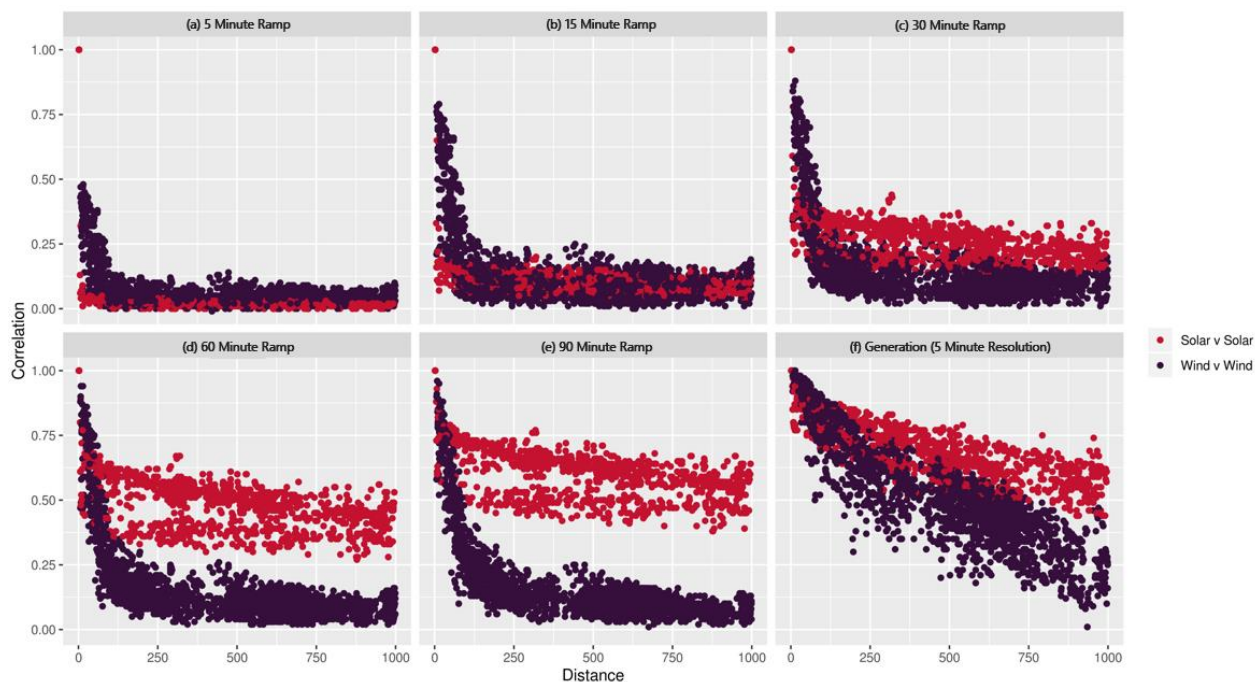 (a) 5 Minute Ramp
(b) 15 Minute Ramp
(c) 30 Minute Ramp
1.00
0.75
0.50
0.25
0.00
(d) 60 Minute Ramp
(e) 90 Minute Ramp
(f) Generation (5 Minute Resolution)
1.00
0.75
0.50
0.25
0.00
Correlation
0 250 500 750 1000
0 250 500 750 1000
0 250 500 750 1000
Distance
Solar v Solar
Wind v Wind